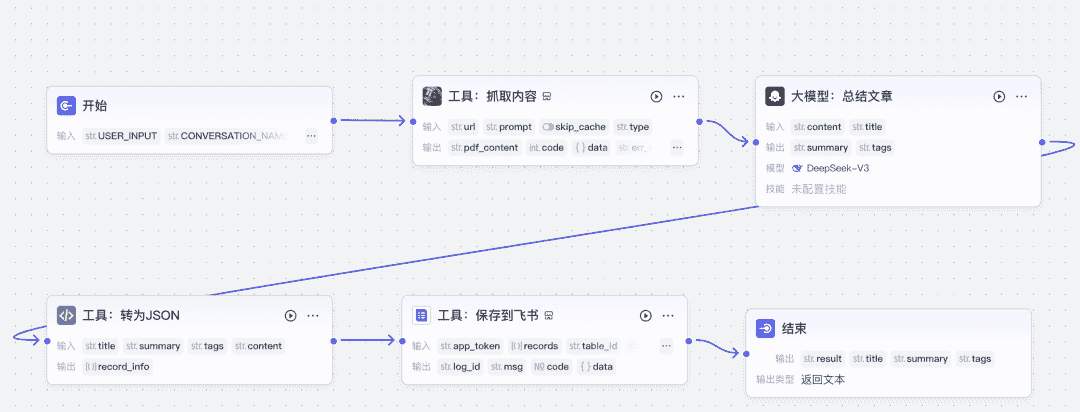 开始
输入 str.USER_INPUT str.CONVERSATION_NAME ...
工具：抓取内容 ...
输入 str.url str.prompt skip_cache str.type
输出 str.pdf_content int.code { }data str.err_ ...
大模型：总结文章 ...
输入 str.content str.title
输出 str.summary str.tags
模型 DeepSeek-V3
技能 未配置技能
工具：转为JSON ...
输入 str.title str.summary str.tags str.content
输出 [{}]record_info
工具：保存到飞书 ...
输入 str.app_token [{}]records str.table_id ...
输出 str.log_id str.msg NO code { }data
结束
输出 str.result str.title str.summary str.tags
输出类型 返回文本